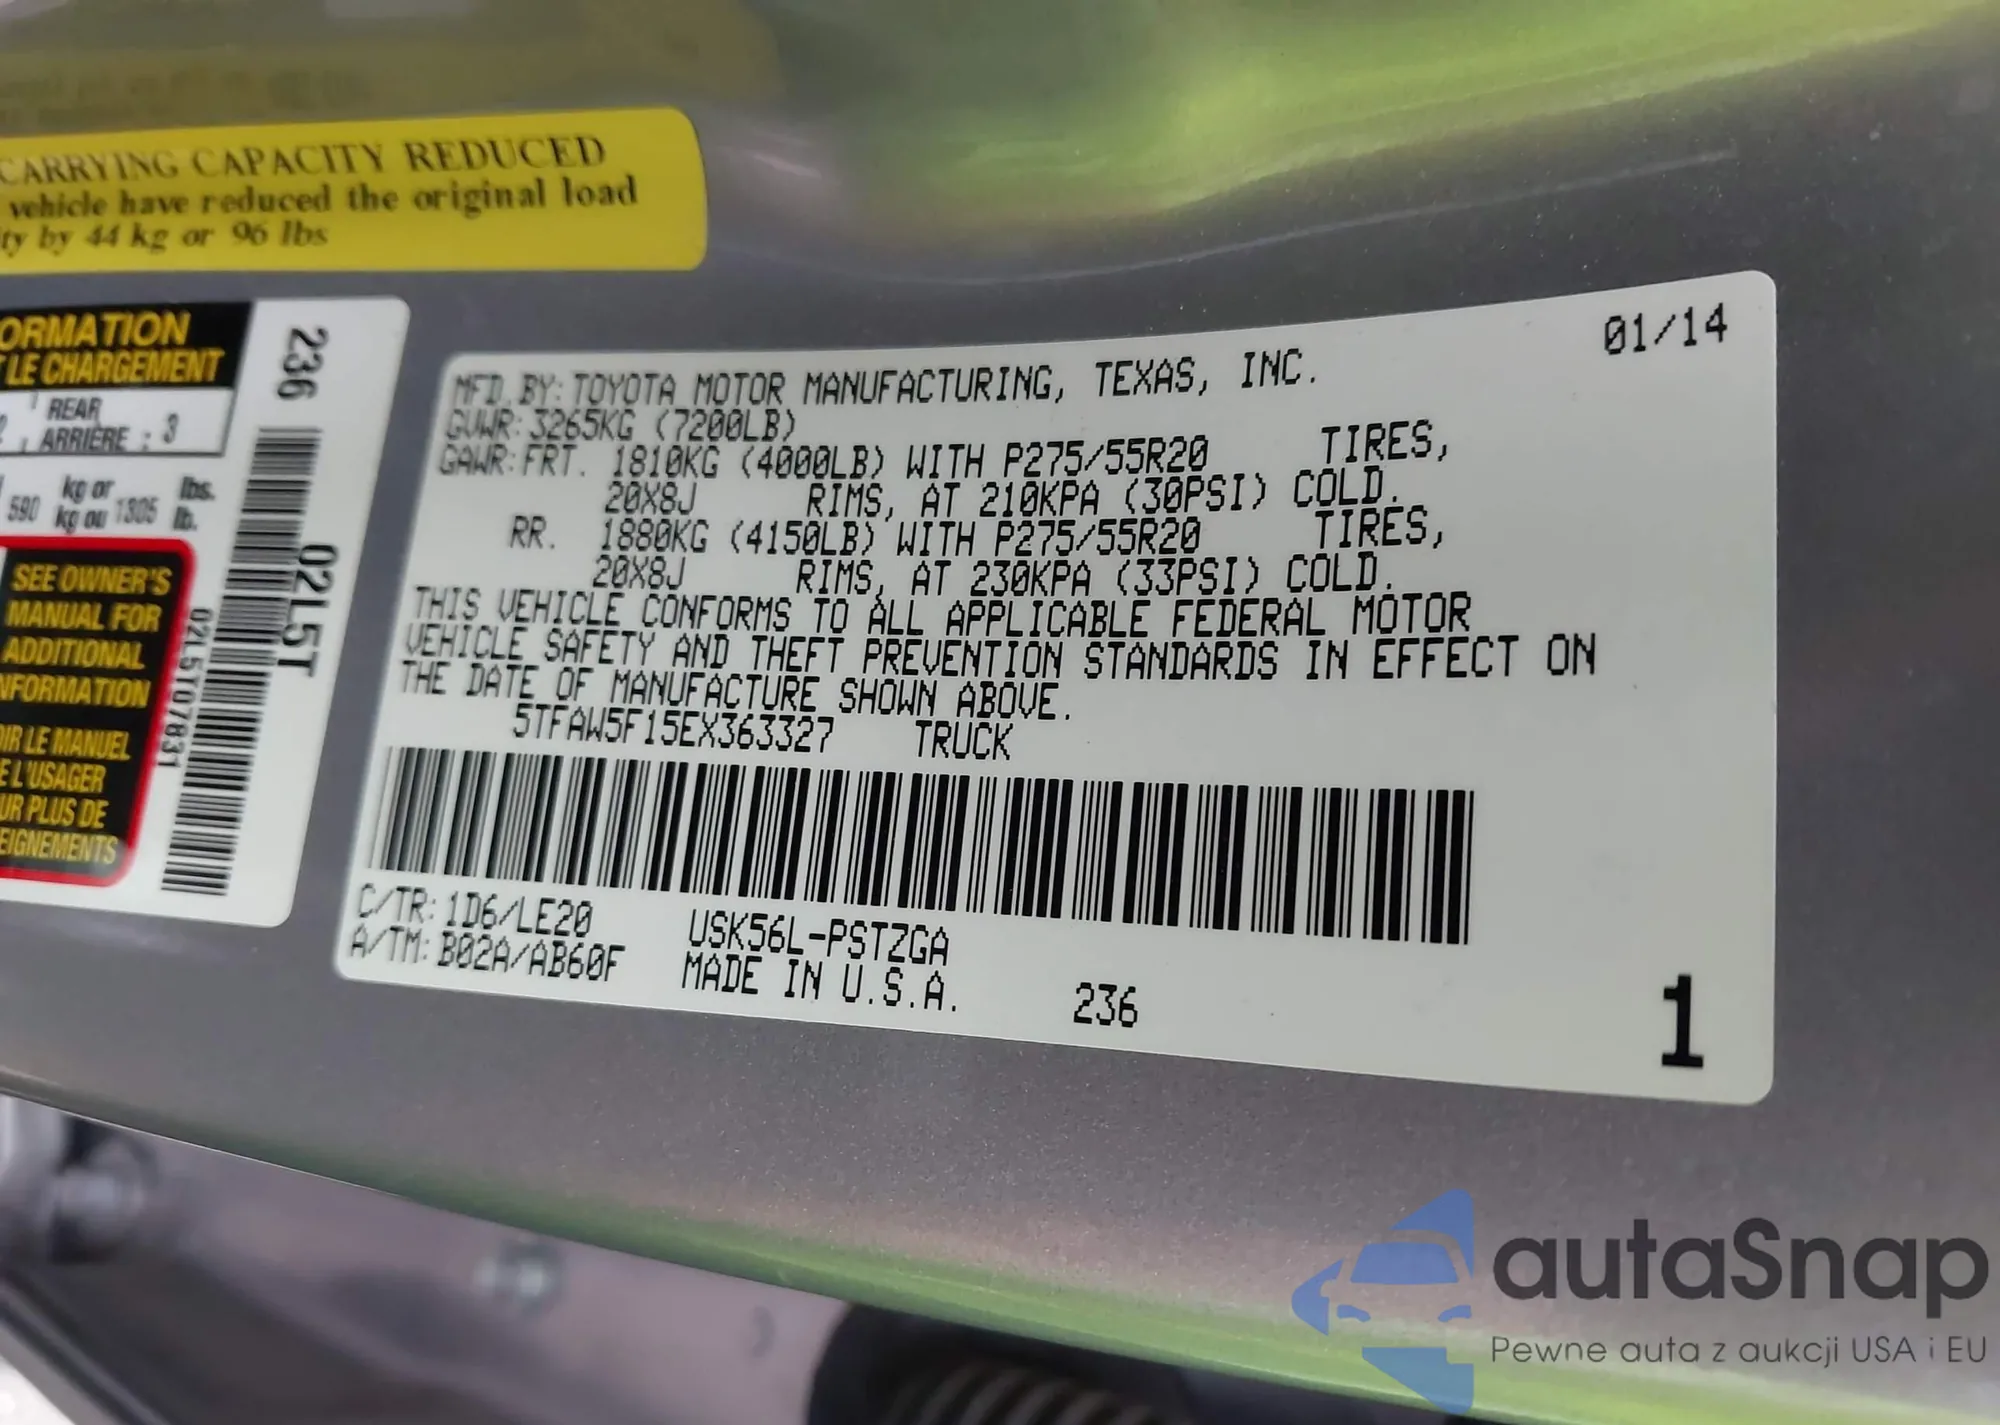 CARRYING CAPACITY REDUCED
vehicle have reduced the original load
ty by 44 kg or 96 lbs
ORMATION
LE CHARGEMENT
REAR
ARRIÈRE : 3
590 kg or 1305 lbs.
kg ou lb.
SEE OWNER'S
MANUAL FOR
ADDITIONAL
NFORMATION
IR LE MANUEL
E L'USAGER
UR PLUS DE
EIGNEMENTS
236
02L5T
02L5T07831
01/14
MFD. BY: TOYOTA MOTOR MANUFACTURING, TEXAS, INC.
GVWR: 3265KG (7200LB)
GAWR: FRT. 1810KG (4000LB) WITH P275/55R20 TIRES,
20X8J RIMS, AT 210KPA (30PSI) COLD.
RR. 1880KG (4150LB) WITH P275/55R20 TIRES,
20X8J RIMS, AT 230KPA (33PSI) COLD.
THIS VEHICLE CONFORMS TO ALL APPLICABLE FEDERAL MOTOR
VEHICLE SAFETY AND THEFT PREVENTION STANDARDS IN EFFECT ON
THE DATE OF MANUFACTURE SHOWN ABOVE.
5TFAW5F15EX363327 TRUCK
C/TR: 1D6/LE20 USK56L-PSTZGA
A/TM: B02A/AB60F MADE IN U.S.A. 236
1
autaSnap
Pewne auta z aukcji USA i EU